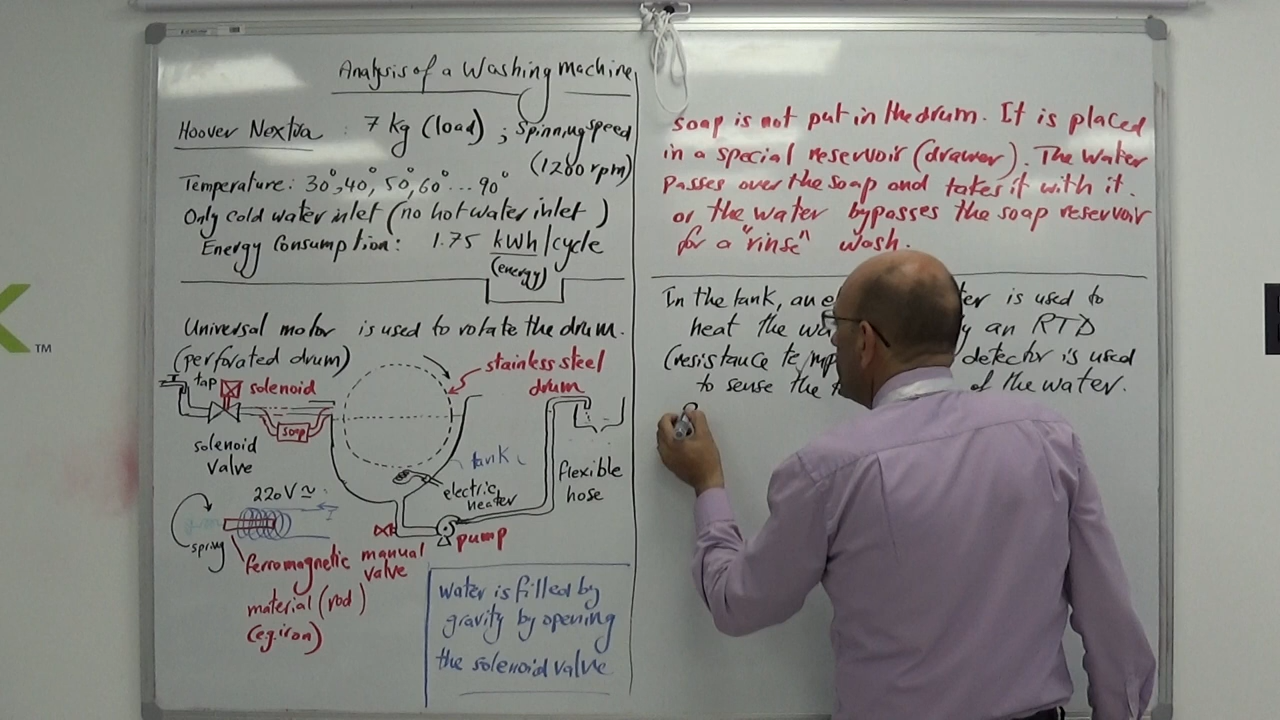 Analysis of a Washing Machine
Hoover Nextra : 7 kg (load) ; spinning speed
(1200 rpm)
Temperature: 30°, 40°, 50°, 60° ... 90°
Only cold water inlet (no hot water inlet)
Energy Consumption: 1.75 kWh/cycle
(energy)
Universal motor is used to rotate the drum.
(perforated drum)
stainless steel
drum
tap
solenoid
soap
solenoid
valve
tank
electric
heater
flexible
hose
220V ≃
I
spring
manual
valve
pump
ferromagnetic
material (rod)
(e.g. iron)
water is filled by
gravity by opening
the solenoid valve
soap is not put in the drum. It is placed
in a special reservoir (drawer). The water
passes over the soap and takes it with it.
or the water bypasses the soap reservoir
for a "rinse" wash.
In the tank, an is used to
heat the an RTD
(resistance detector is used
to sense the of the water.
TM